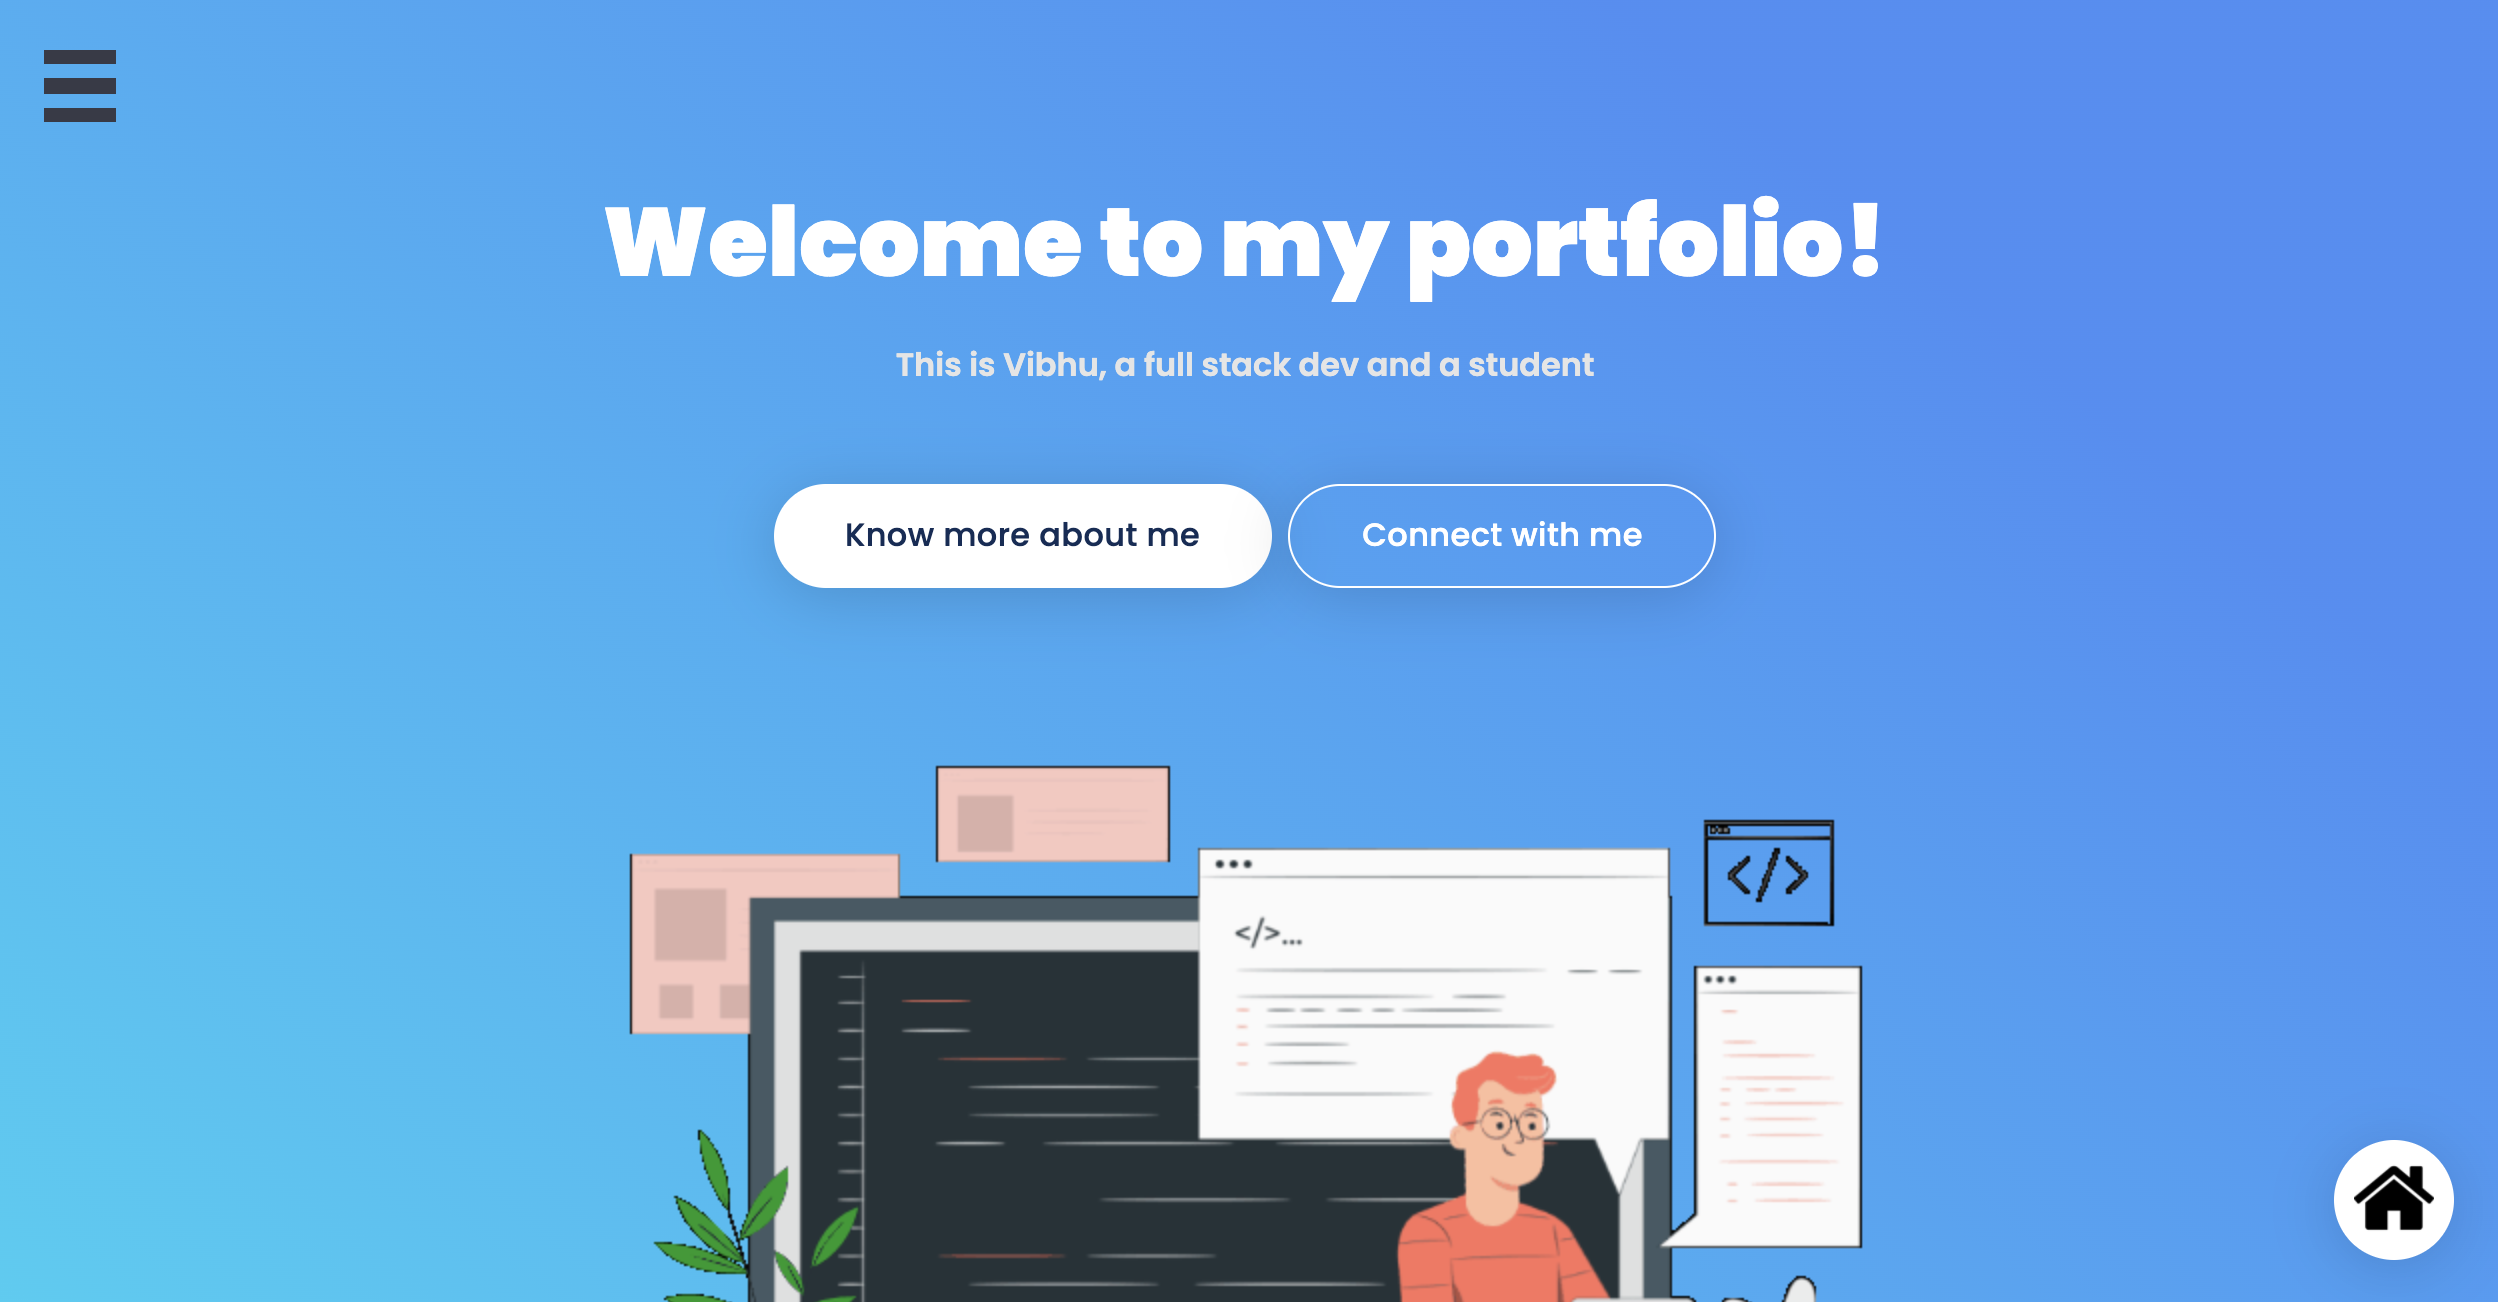 Welcome to my portfolio!
This is Vibhu, a full stack dev and a student
Know more about me
Connect with me
</>
</>...